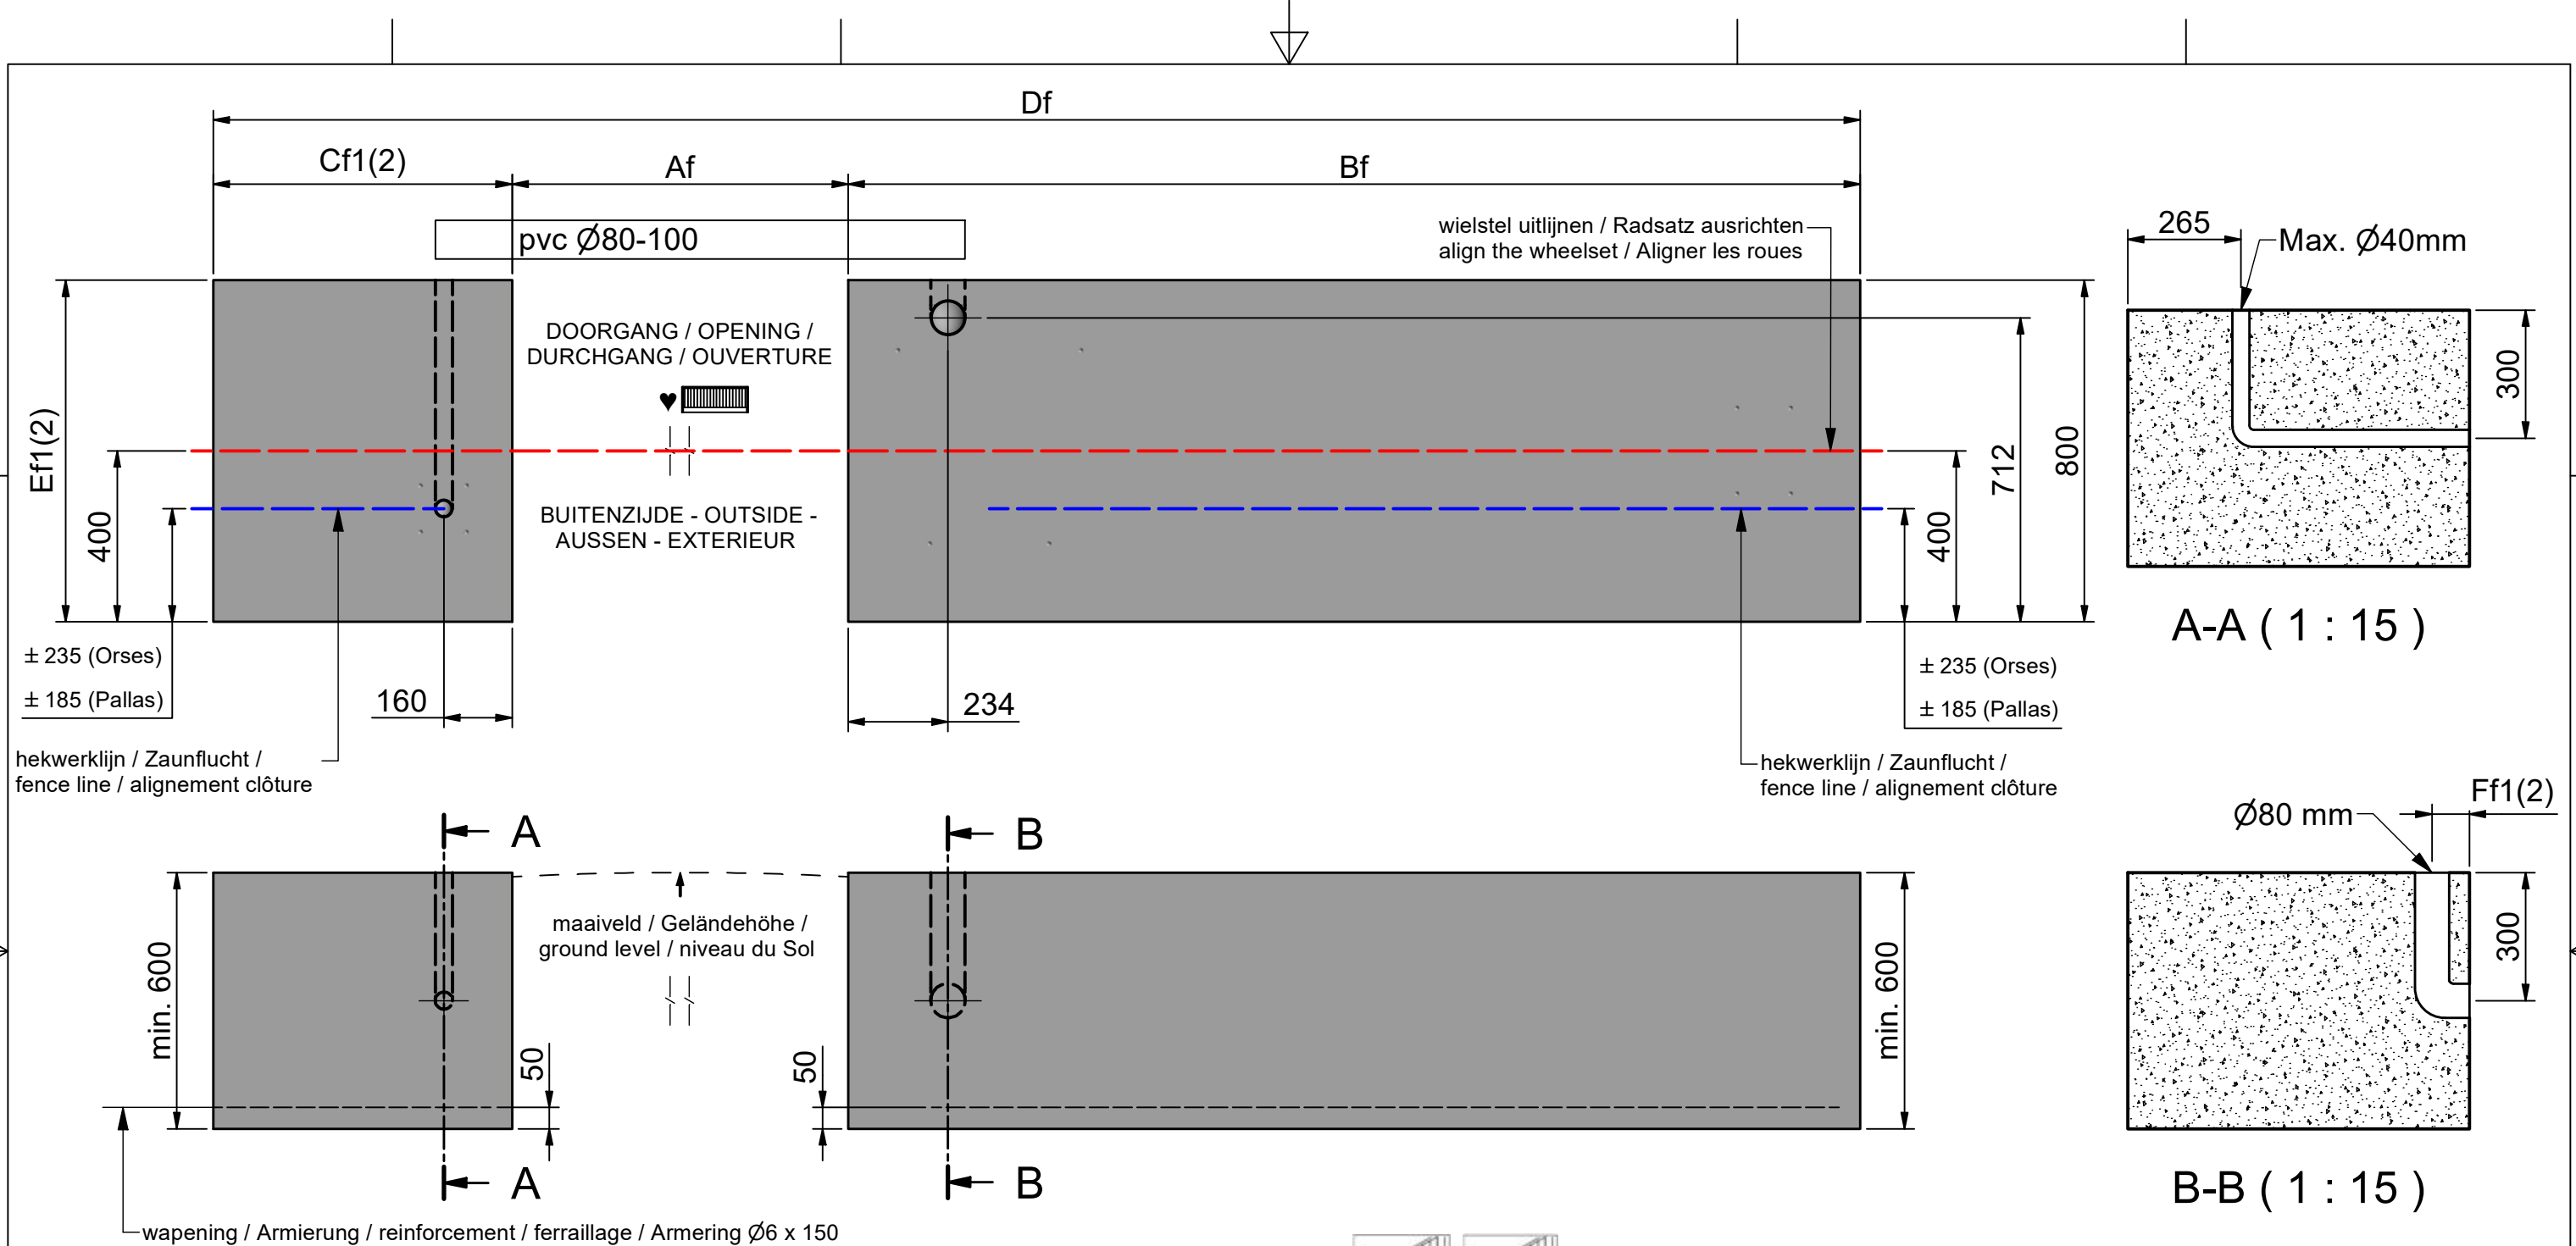 Df
Cf1(2)
Af
Bf
pvc Ø80-100
wielstel uitlijnen / Radsatz ausrichten
align the wheelset / Aligner les roues
265
Max. Ø40mm
DOORGANG / OPENING /
DURCHGANG / OUVERTURE
♥
Ef1(2)
400
BUITENZIJDE - OUTSIDE -
AUSSEN - EXTERIEUR
400
712
800
300
A-A ( 1 : 15 )
± 235 (Orses)
± 185 (Pallas)
160
234
± 235 (Orses)
± 185 (Pallas)
hekwerklijn / Zaunflucht /
fence line / alignement clôture
hekwerklijn / Zaunflucht /
fence line / alignement clôture
Ff1(2)
Ø80 mm
A
B
maaiveld / Geländehöhe /
ground level / niveau du Sol
min. 600
50
50
min. 600
300
A
B
B-B ( 1 : 15 )
wapening / Armierung / reinforcement / ferraillage / Armering Ø6 x 150